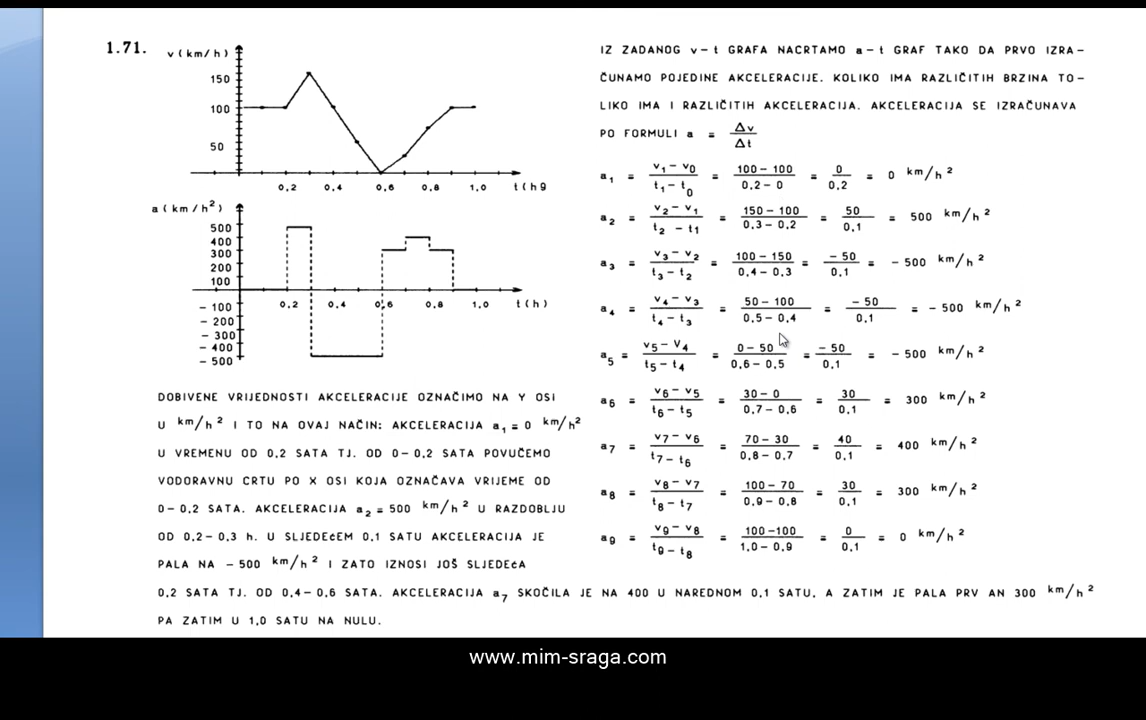 1.71.
v (km/h)
150
100
50
0,2 0,4 0,6 0,8 1,0 t(h9
a (km/h²)
500
400
300
200
100
0,2 0,4 0,6 0,8 1,0 t(h)
- 100
- 200
- 300
- 400
- 500
DOBIVENE VRIJEDNOSTI AKCELERACIJE OZNAČIMO NA Y OSI
U km/h² I TO NA OVAJ NAČIN: AKCELERACIJA a₁ = 0 km/h²
U VREMENU OD 0,2 SATA TJ. OD 0-0,2 SATA POVUČEMO
VODORAVNU CRTU PO X OSI KOJA OZNAČAVA VRIJEME OD
0-0,2 SATA. AKCELERACIJA a₂ = 500 km/h² U RAZDOBLJU
OD 0,2-0,3 h. U SLJEDEćEM 0,1 SATU AKCELERACIJA JE
PALA NA - 500 km/h² I ZATO IZNOSI JOŠ SLJEDEćA
0,2 SATA TJ. OD 0,4-0,6 SATA. AKCELERACIJA a₇ SKOČILA JE NA 400 U NAREDNOM 0,1 SATU, A ZATIM JE PALA PRV AN 300 km/h²
PA ZATIM U 1,0 SATU NA NULU.
IZ ZADANOG v-t GRAFA NACRTAMO a-t GRAF TAKO DA PRVO IZRA-
ČUNAMO POJEDINE AKCELERACIJE. KOLIKO IMA RAZLIČITIH BRZINA TO-
LIKO IMA I RAZLIČITIH AKCELERACIJA. AKCELERACIJA SE IZRAČUNAVA
PO FORMULI a = Δv/Δt
a₁ = (v₁ - v₀)/(t₁ - t₀) = (100-100)/(0,2-0) = 0/0,2 = 0 km/h²
a₂ = (v₂ - v₁)/(t₂ - t₁) = (150-100)/(0,3-0,2) = 50/0,1 = 500 km/h²
a₃ = (v₃ - v₂)/(t₃ - t₂) = (100-150)/(0,4-0,3) = -50/0,1 = -500 km/h²
a₄ = (v₄ - v₃)/(t₄ - t₃) = (50-100)/(0,5-0,4) = -50/0,1 = -500 km/h²
a₅ = (v₅ - v₄)/(t₅ - t₄) = (0-50)/(0,6-0,5) = -50/0,1 = -500 km/h²
a₆ = (v₆ - v₅)/(t₆ - t₅) = (30-0)/(0,7-0,6) = 30/0,1 = 300 km/h²
a₇ = (v₇ - v₆)/(t₇ - t₆) = (70-30)/(0,8-0,7) = 40/0,1 = 400 km/h²
a₈ = (v₈ - v₇)/(t₈ - t₇) = (100-70)/(0,9-0,8) = 30/0,1 = 300 km/h²
a₉ = (v₉ - v₈)/(t₉ - t₈) = (100-100)/(1,0-0,9) = 0/0,1 = 0 km/h²
www.mim-sraga.com